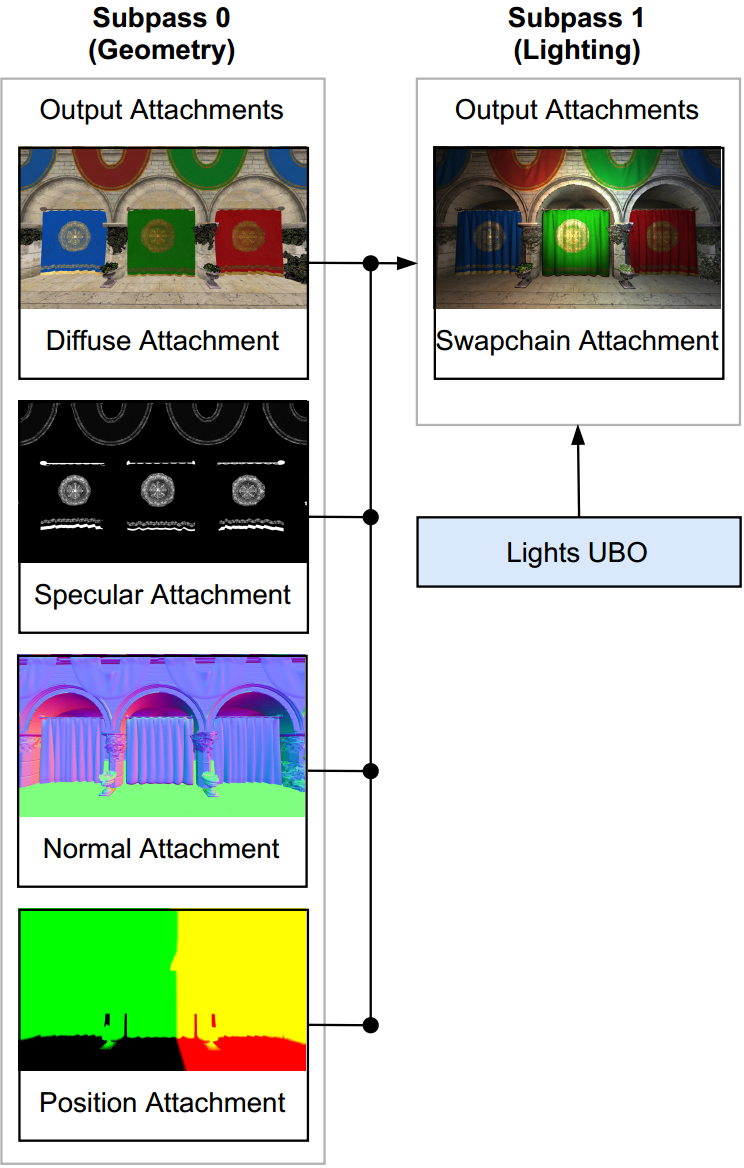 Subpass 0
(Geometry)
Output Attachments
Diffuse Attachment
Specular Attachment
Normal Attachment
Position Attachment
Subpass 1
(Lighting)
Output Attachments
Swapchain Attachment
Lights UBO